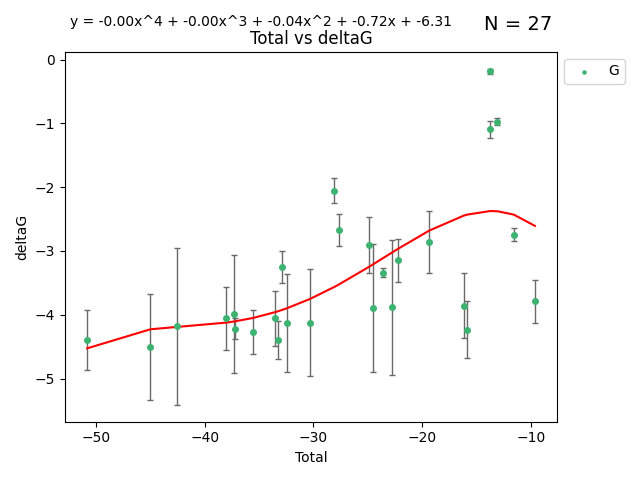 y = -0.00x^4 + -0.00x^3 + -0.04x^2 + -0.72x + -6.31
N = 27
Total vs deltaG
G
deltaG
0
−1
−2
−3
−4
−5
−50
−40
−30
−20
−10
Total